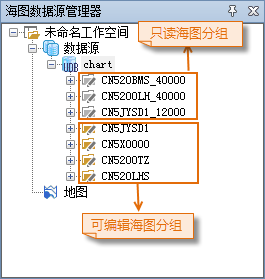 海图数据源管理器
未命名工作空间
只读海图分组
数据源
UDB chart
CN520BMS_40000
CN520OLH_40000
CN5JYSD1_12000
CN5JYSD1
CN5X0000
CN5200TZ
CN520LHS
地图
可编辑海图分组